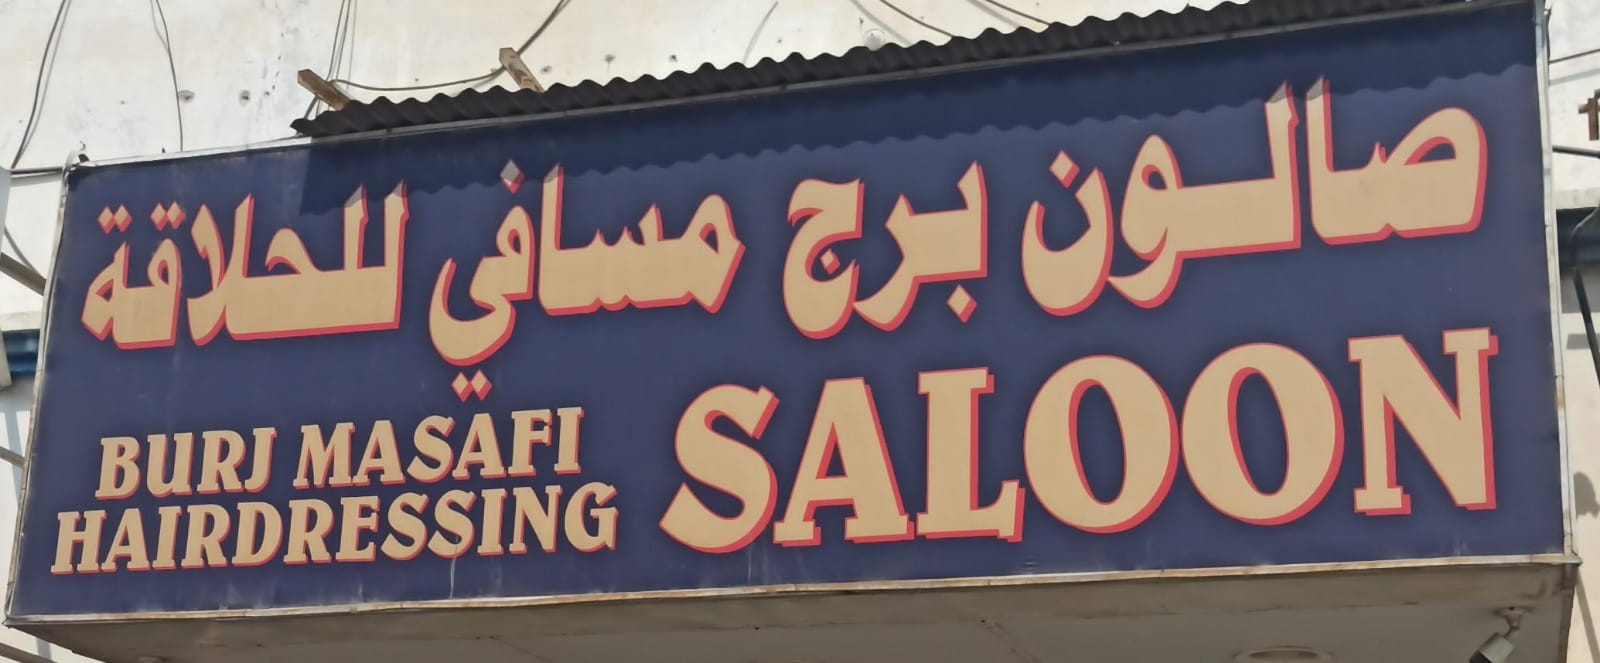 صالون برج مسافي للحلاقة
BURJ MASAFI
HAIRDRESSING
SALOON